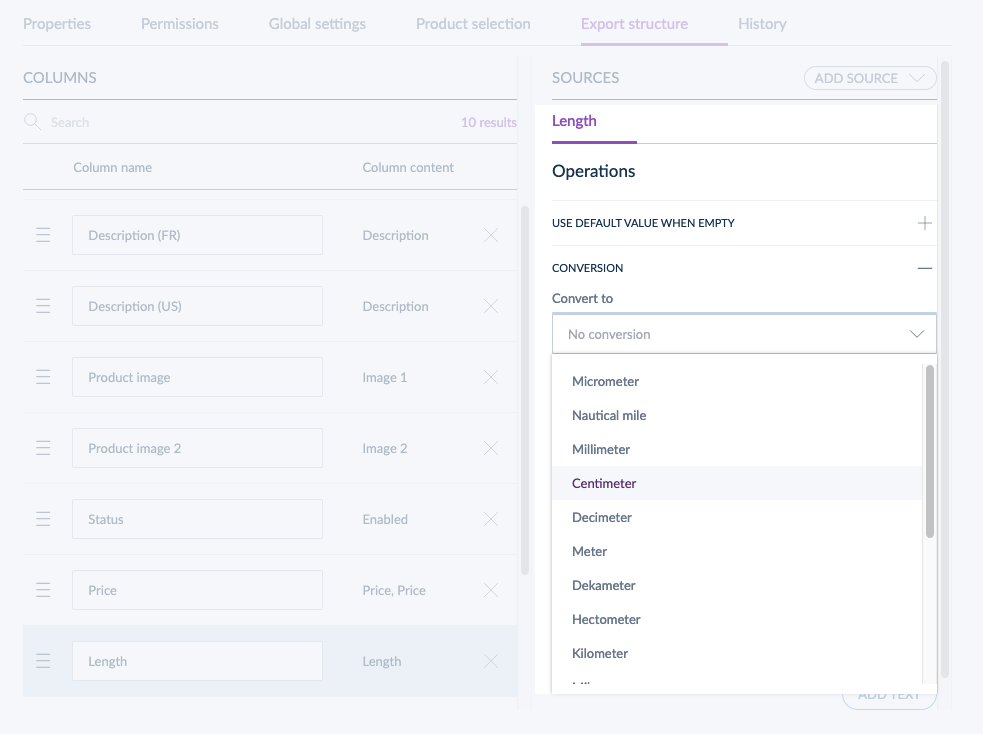 Properties Permissions Global settings Product selection Export structure History
COLUMNS
Search 10 results
Column name Column content
Description (FR) Description
Description (US) Description
Product image Image 1
Product image 2 Image 2
Status Enabled
Price Price, Price
Length Length
SOURCES ADD SOURCE
Length
Operations
USE DEFAULT VALUE WHEN EMPTY
CONVERSION
Convert to
No conversion
Micrometer
Nautical mile
Millimeter
Centimeter
Decimeter
Meter
Dekameter
Hectometer
Kilometer
ADD TEXT